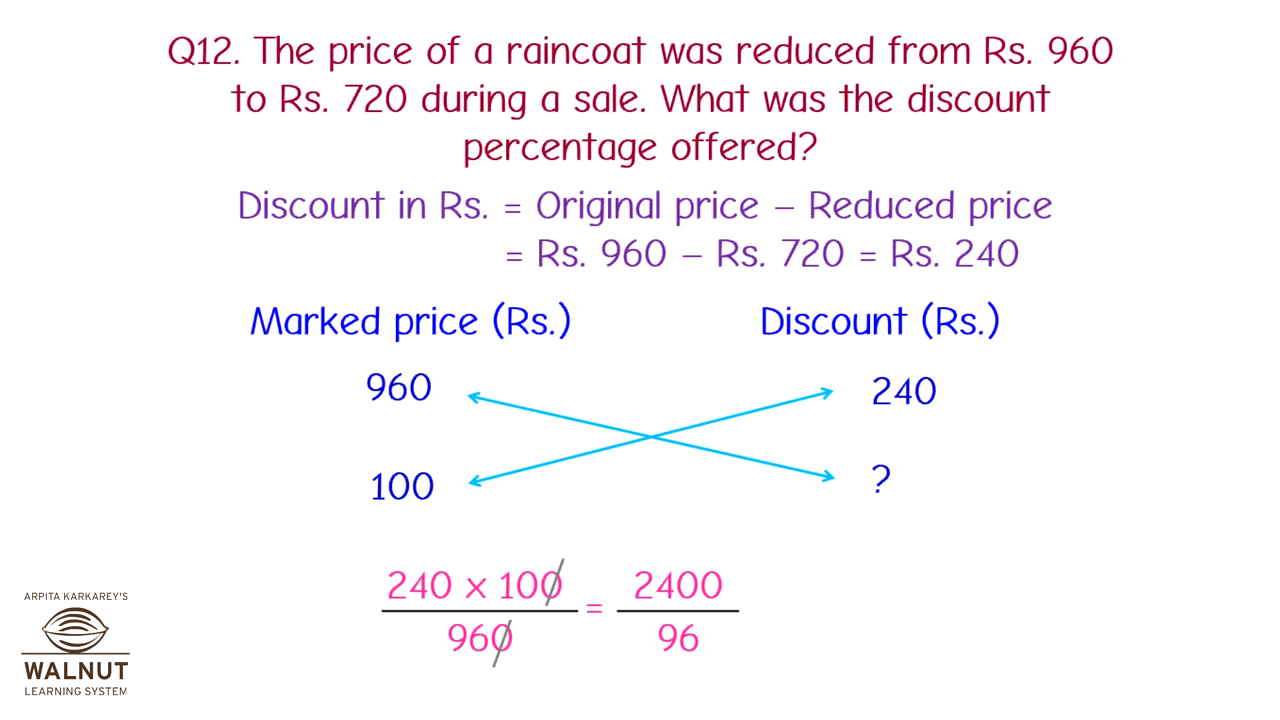 Q12. The price of a raincoat was reduced from Rs. 960
to Rs. 720 during a sale. What was the discount
percentage offered?
Discount in Rs. = Original price – Reduced price
= Rs. 960 – Rs. 720 = Rs. 240
Marked price (Rs.) Discount (Rs.)
960 240
100 ?
240 x 100 = 2400
960 96
ARPITA KARKAREY'S
WALNUT
LEARNING SYSTEM